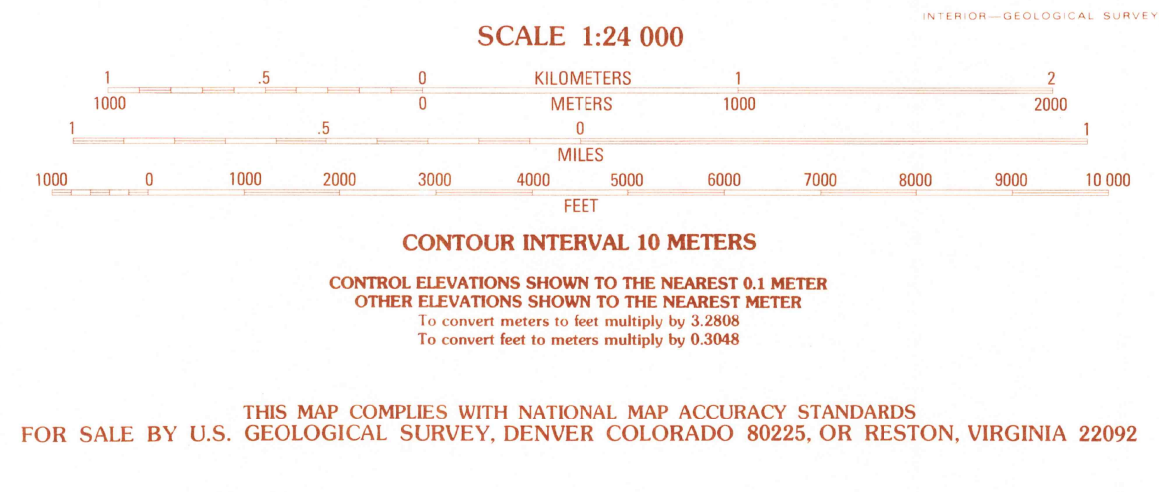 INTERIOR—GEOLOGICAL SURVEY
SCALE 1:24 000
1 .5 0 KILOMETERS 1 2
1000 0 METERS 1000 2000
1 .5 0 1
MILES
1000 0 1000 2000 3000 4000 5000 6000 7000 8000 9000 10 000
FEET
CONTOUR INTERVAL 10 METERS
CONTROL ELEVATIONS SHOWN TO THE NEAREST 0.1 METER
OTHER ELEVATIONS SHOWN TO THE NEAREST METER
To convert meters to feet multiply by 3.2808
To convert feet to meters multiply by 0.3048
THIS MAP COMPLIES WITH NATIONAL MAP ACCURACY STANDARDS
FOR SALE BY U.S. GEOLOGICAL SURVEY, DENVER COLORADO 80225, OR RESTON, VIRGINIA 22092